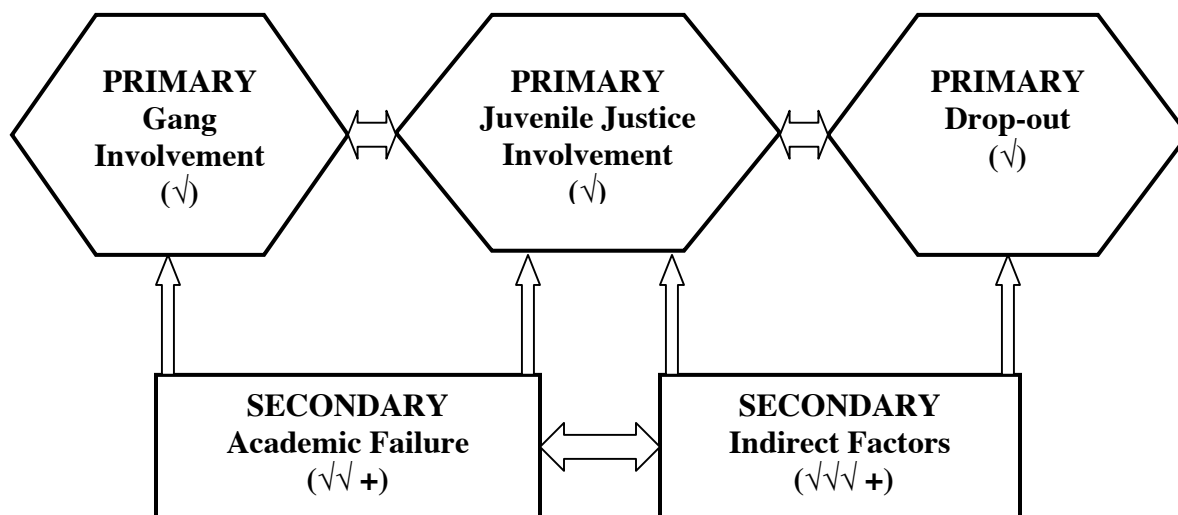 PRIMARY
Gang
Involvement
(√)
PRIMARY
Juvenile Justice
Involvement
(√)
PRIMARY
Drop-out
(√)
SECONDARY
Academic Failure
(√√ +)
SECONDARY
Indirect Factors
(√√√ +)